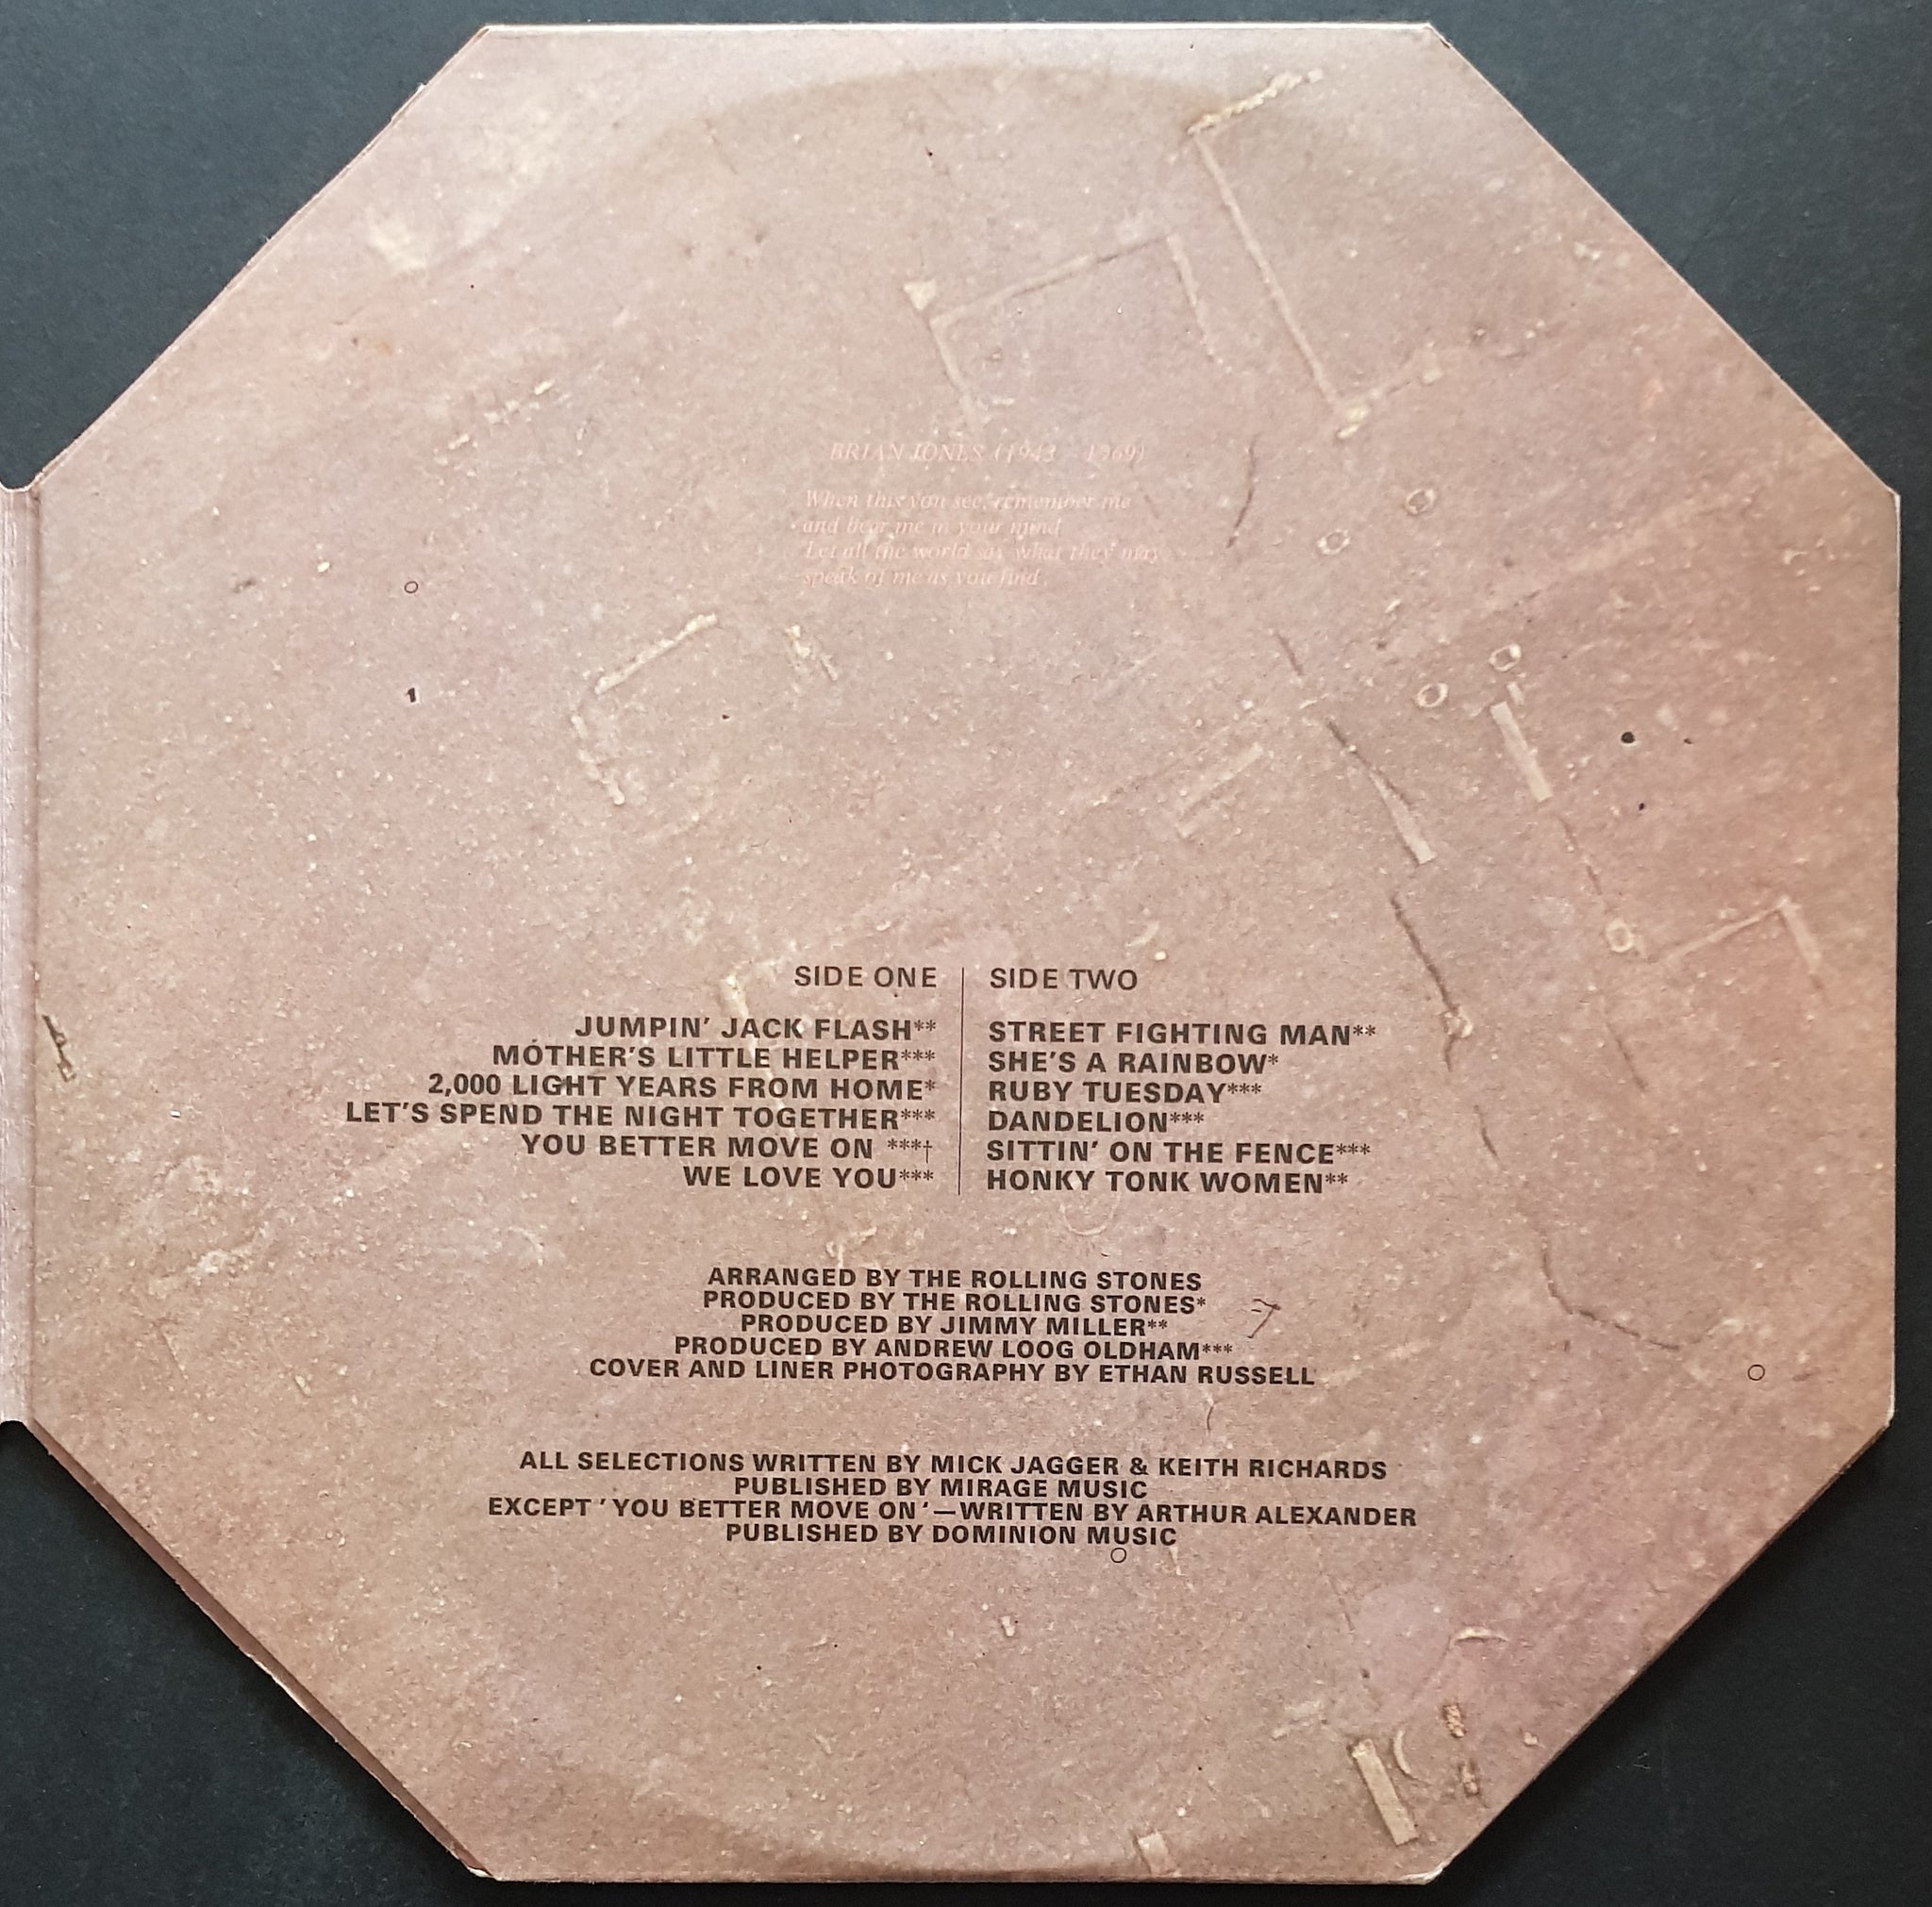 BRIAN JONES (1943 - 1969)
When this you see, remember me
and bear me in your mind
Let all the world say what they may
speak of me as you find.
SIDE ONE
JUMPIN’ JACK FLASH**
MOTHER’S LITTLE HELPER***
2,000 LIGHT YEARS FROM HOME*
LET’S SPEND THE NIGHT TOGETHER***
YOU BETTER MOVE ON ***†
WE LOVE YOU***
SIDE TWO
STREET FIGHTING MAN**
SHE’S A RAINBOW*
RUBY TUESDAY***
DANDELION***
SITTIN’ ON THE FENCE***
HONKY TONK WOMEN**
ARRANGED BY THE ROLLING STONES
PRODUCED BY THE ROLLING STONES*
PRODUCED BY JIMMY MILLER**
PRODUCED BY ANDREW LOOG OLDHAM***
COVER AND LINER PHOTOGRAPHY BY ETHAN RUSSELL
ALL SELECTIONS WRITTEN BY MICK JAGGER & KEITH RICHARDS
PUBLISHED BY MIRAGE MUSIC
EXCEPT ‘YOU BETTER MOVE ON‘—WRITTEN BY ARTHUR ALEXANDER
PUBLISHED BY DOMINION MUSIC